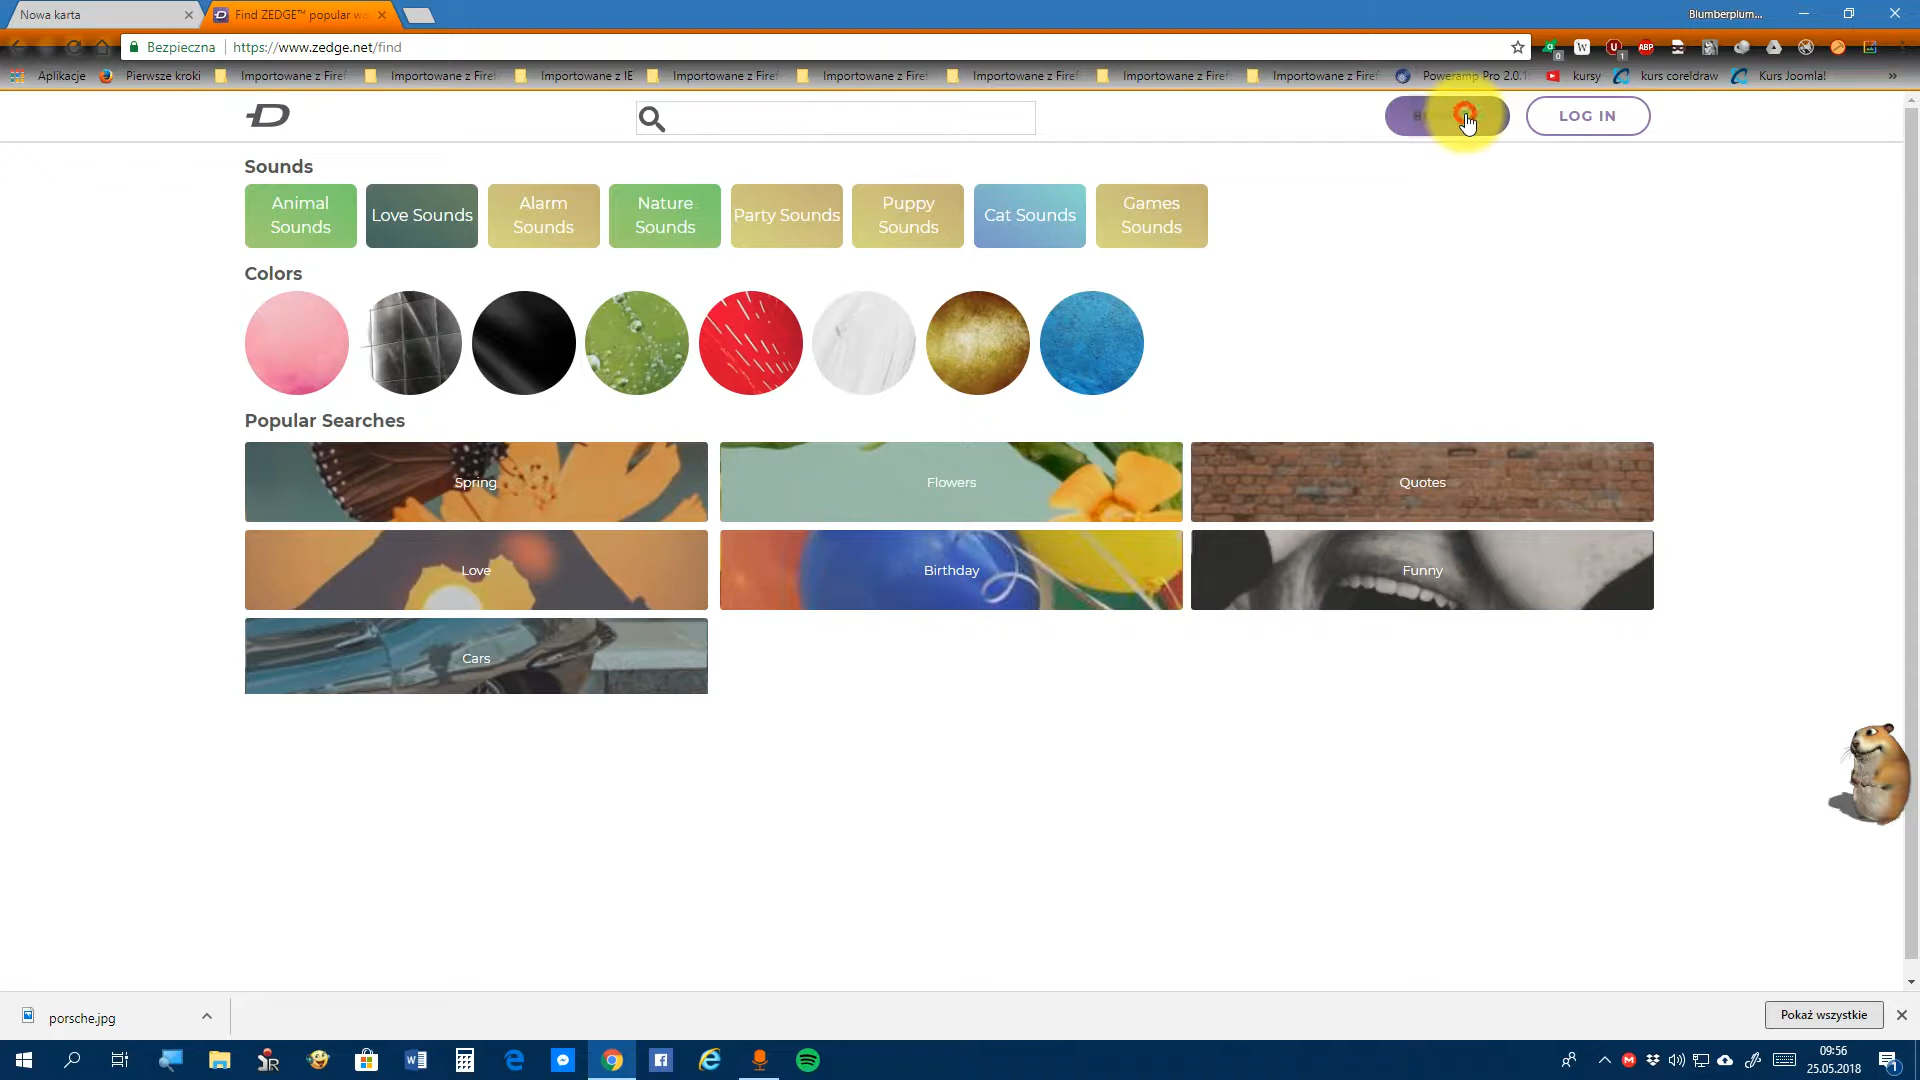 Nowa karta
Find ZEDGE™ popular wa
Blumberplum...
Bezpieczna
https://www.zedge.net/find
Aplikacje
Pierwsze kroki
Importowane z Firef
Importowane z Firef
Importowane z IE
Importowane z Firef
Importowane z Firef
Importowane z Firef
Importowane z Firef
Importowane z Firef
Poweramp Pro 2.0.1
kursy
kurs coreldraw
Kurs Joomla!
»
LOG IN
Sounds
Animal
Sounds
Love Sounds
Alarm
Sounds
Nature
Sounds
Party Sounds
Puppy
Sounds
Cat Sounds
Games
Sounds
Colors
Popular Searches
Spring
Flowers
Quotes
Love
Birthday
Funny
Cars
porsche.jpg
Pokaż wszystkie
09:56
25.05.2018